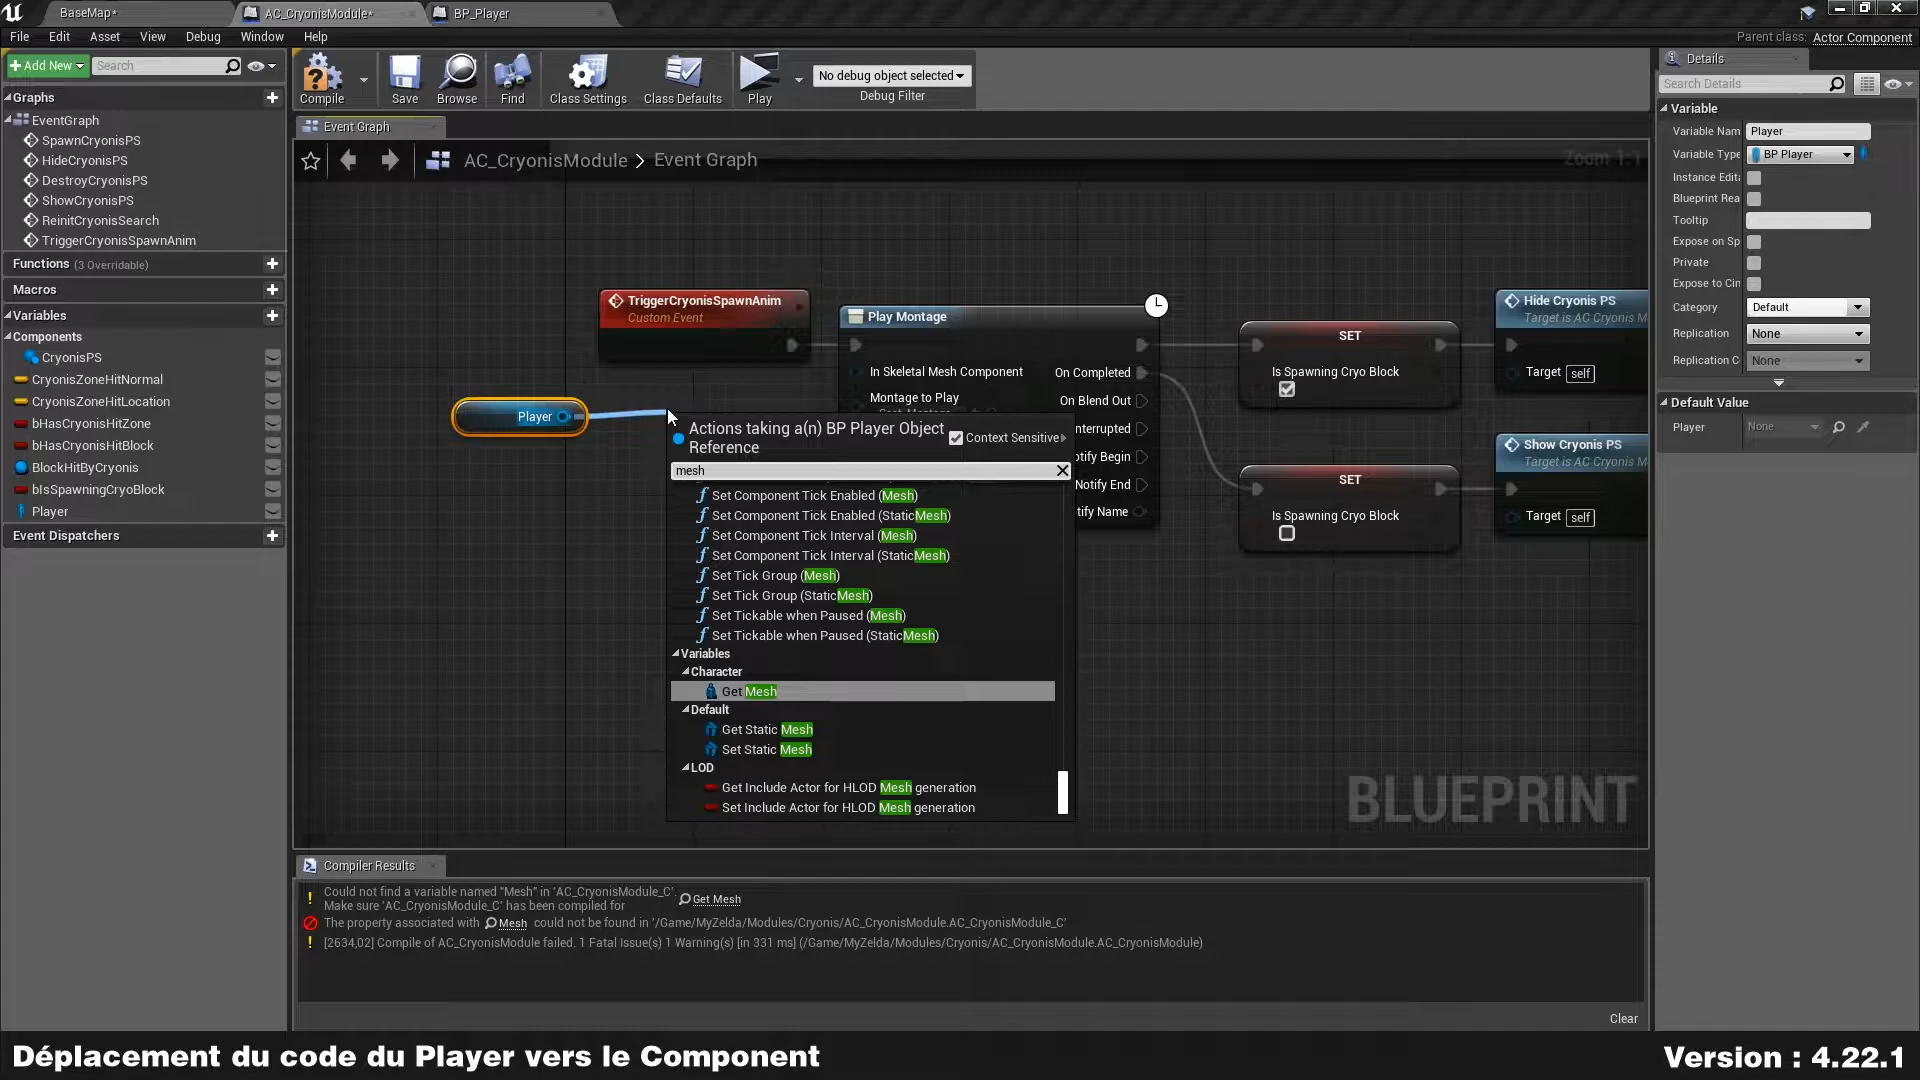 BaseMap*
AC_CryonisModule*
BP_Player
File Edit Asset View Debug Window Help
Parent class: Actor Component
Add New
Search
Compile
Save
Browse
Find
Class Settings
Class Defaults
Play
No debug object selected
Debug Filter
Details
Search Details
Graphs
EventGraph
SpawnCryonisPS
HideCryonisPS
DestroyCryonisPS
ShowCryonisPS
ReinitCryonisSearch
TriggerCryonisSpawnAnim
Functions (3 Overridable)
Macros
Variables
Components
CryonisPS
CryonisZoneHitNormal
CryonisZoneHitLocation
bHasCryonisHitZone
bHasCryonisHitBlock
BlockHitByCryonis
bIsSpawningCryoBlock
Player
Event Dispatchers
Event Graph
AC_CryonisModule > Event Graph
Zoom 1:1
TriggerCryonisSpawnAnim
Custom Event
Play Montage
In Skeletal Mesh Component
Montage to Play
On Completed
On Blend Out
nterrupted
otify Begin
Notify End
tify Name
SET
Is Spawning Cryo Block
SET
Is Spawning Cryo Block
Hide Cryonis PS
Target is AC Cryonis M
Target self
Show Cryonis PS
Target is AC Cryonis M
Target self
Player
Actions taking a(n) BP Player Object
Reference
Context Sensitive
mesh
Set Component Tick Enabled (Mesh)
Set Component Tick Enabled (StaticMesh)
Set Component Tick Interval (Mesh)
Set Component Tick Interval (StaticMesh)
Set Tick Group (Mesh)
Set Tick Group (StaticMesh)
Set Tickable when Paused (Mesh)
Set Tickable when Paused (StaticMesh)
Variables
Character
Get Mesh
Default
Get Static Mesh
Set Static Mesh
LOD
Get Include Actor for HLOD Mesh generation
Set Include Actor for HLOD Mesh generation
BLUEPRINT
Variable
Variable Nam Player
Variable Type BP Player
Instance Edit
Blueprint Rea
Tooltip
Expose on Sp
Private
Expose to Cin
Category Default
Replication None
Replication C None
Default Value
Player None
Compiler Results
Could not find a variable named "Mesh" in 'AC_CryonisModule_C'.
Make sure 'AC_CryonisModule_C' has been compiled for Get Mesh
The property associated with Mesh could not be found in '/Game/MyZelda/Modules/Cryonis/AC_CryonisModule.AC_CryonisModule_C'
[2634,02] Compile of AC_CryonisModule failed. 1 Fatal Issue(s) 1 Warning(s) [in 331 ms] (/Game/MyZelda/Modules/Cryonis/AC_CryonisModule.AC_CryonisModule)
Clear
Déplacement du code du Player vers le Component
Version : 4.22.1